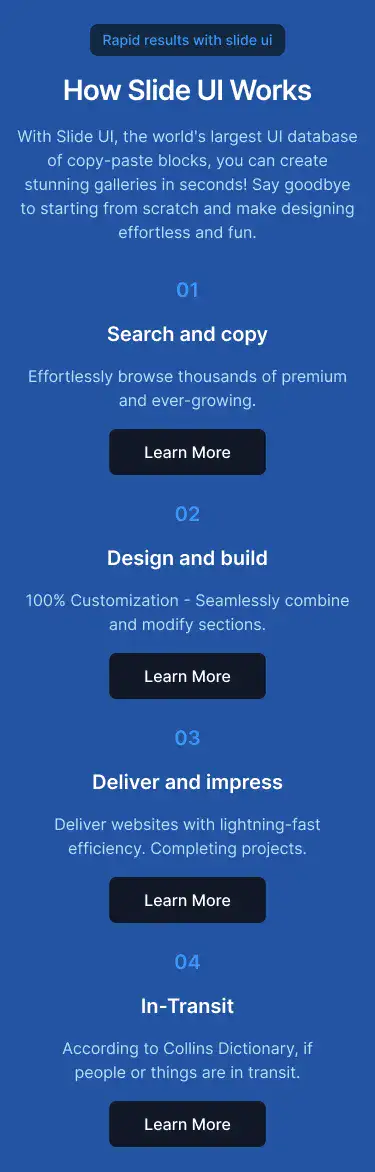 Rapid results with slide ui
How Slide UI Works
With Slide UI, the world's largest UI database
of copy-paste blocks, you can create
stunning galleries in seconds! Say goodbye
to starting from scratch and make designing
effortless and fun.
01
Search and copy
Effortlessly browse thousands of premium
and ever-growing.
Learn More
02
Design and build
100% Customization - Seamlessly combine
and modify sections.
Learn More
03
Deliver and impress
Deliver websites with lightning-fast
efficiency. Completing projects.
Learn More
04
In-Transit
According to Collins Dictionary, if
people or things are in transit.
Learn More